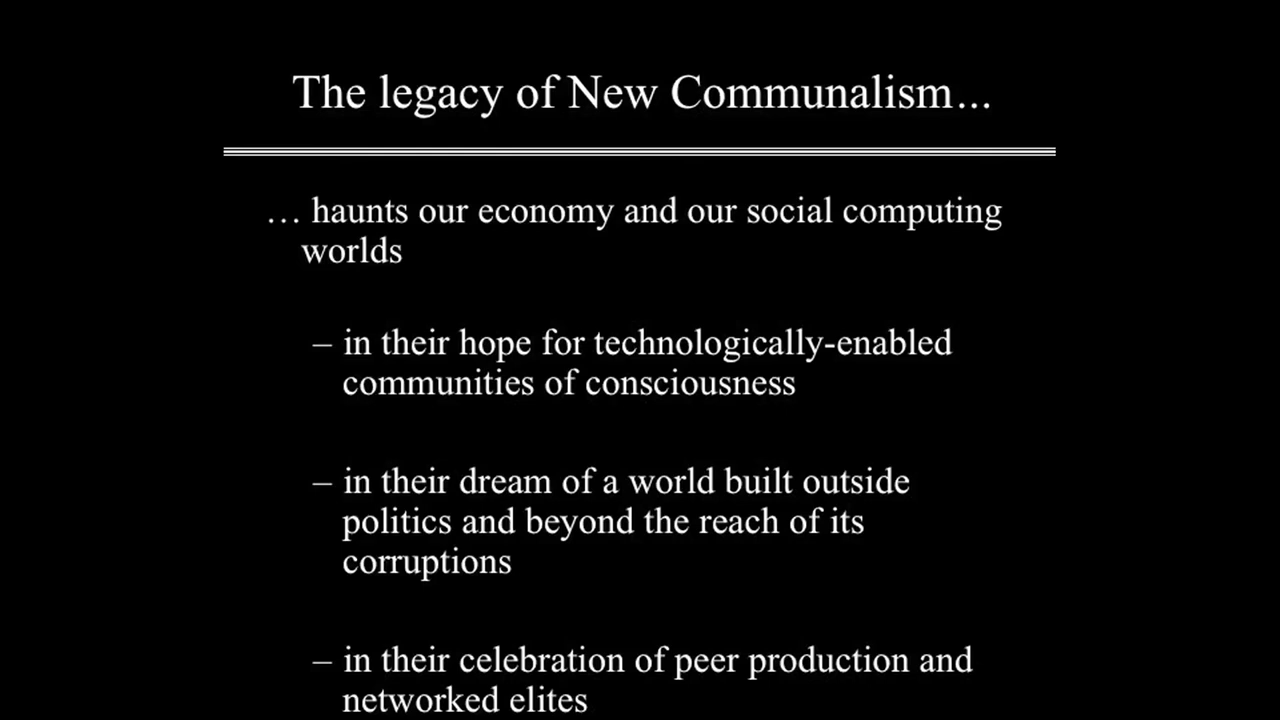 The legacy of New Communalism...
… haunts our economy and our social computing
worlds
– in their hope for technologically-enabled
communities of consciousness
– in their dream of a world built outside
politics and beyond the reach of its
corruptions
– in their celebration of peer production and
networked elites